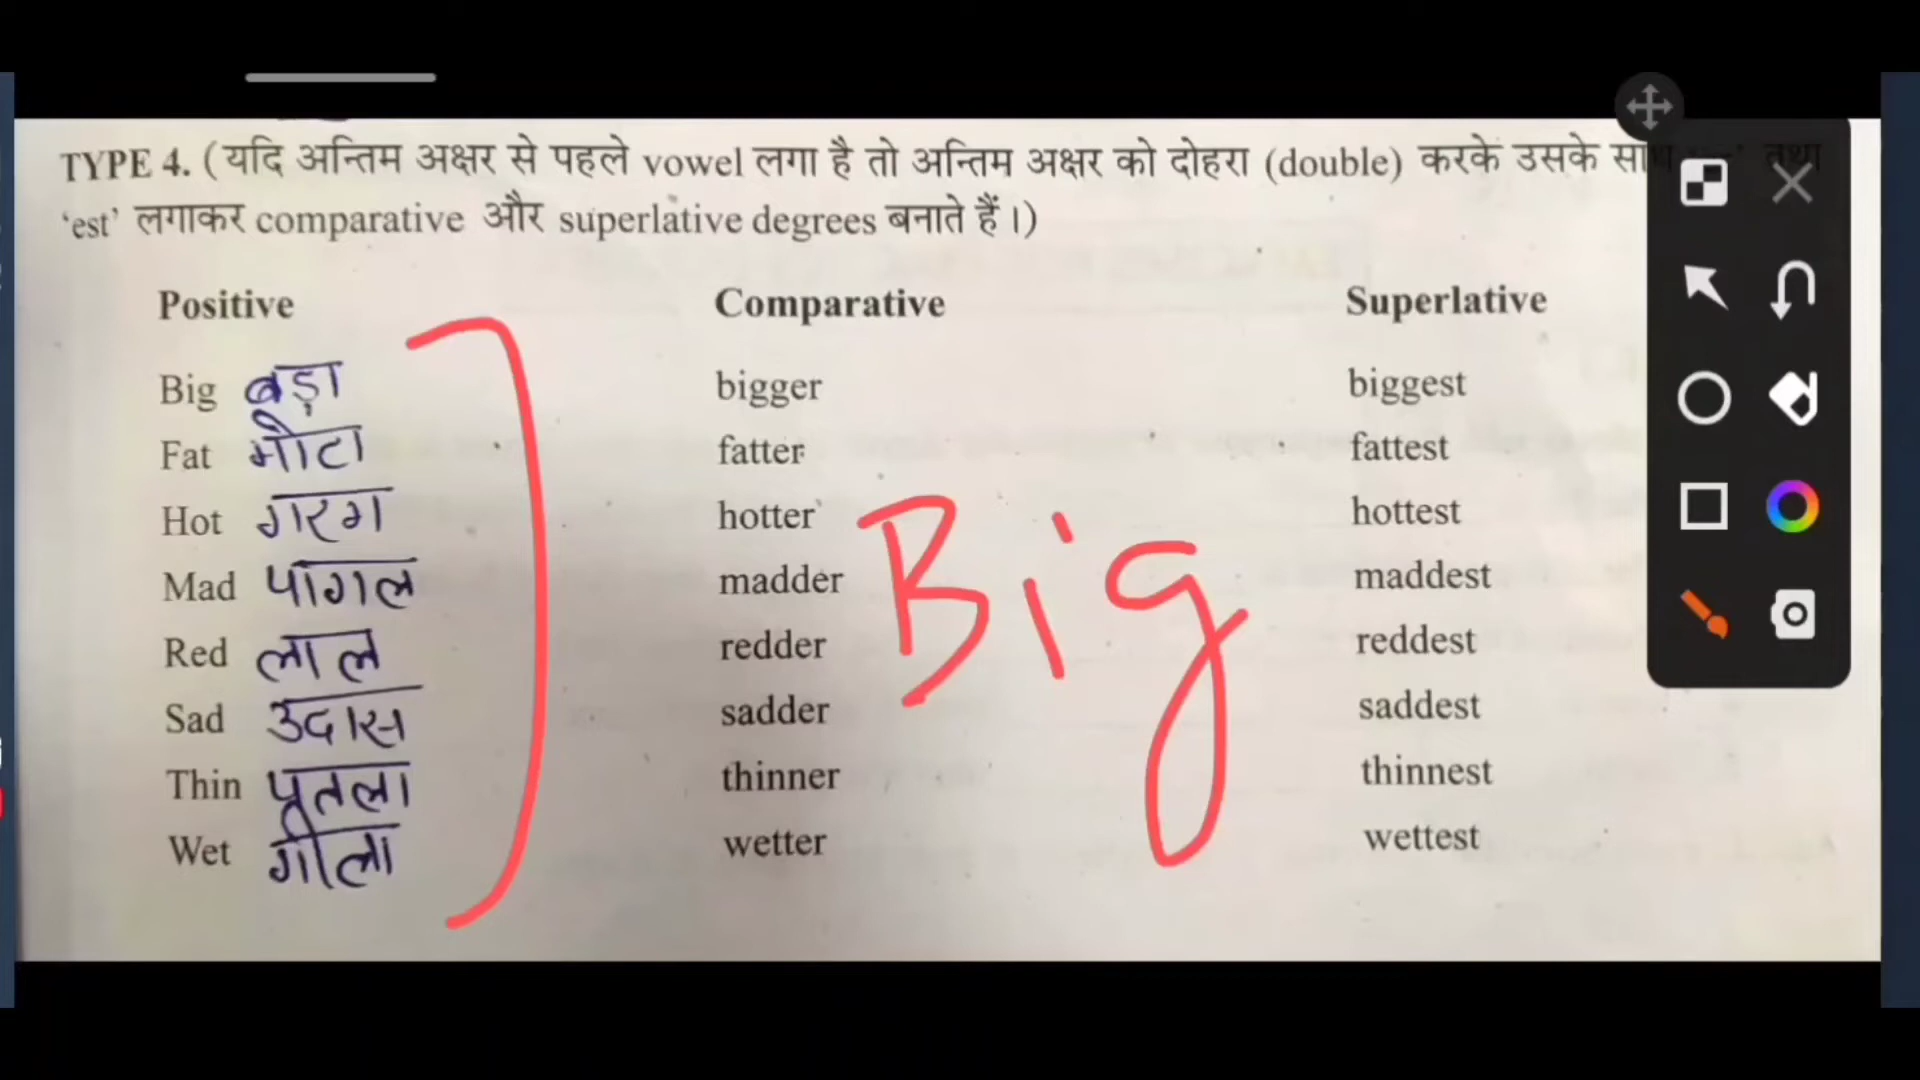 TYPE 4. (यदि अन्तिम अक्षर से पहले vowel लगा है तो अन्तिम अक्षर को दोहरा (double) करके उसके साथ तथा
‘est’ लगाकर comparative और superlative degrees बनाते हैं।)
Positive Comparative Superlative
Big बड़ा bigger biggest
Fat मोटा fatter fattest
Hot गरम hotter hottest
Big
Mad पागल madder maddest
Red लाल redder reddest
Sad उदास sadder saddest
Thin पतला thinner thinnest
Wet गीला wetter wettest